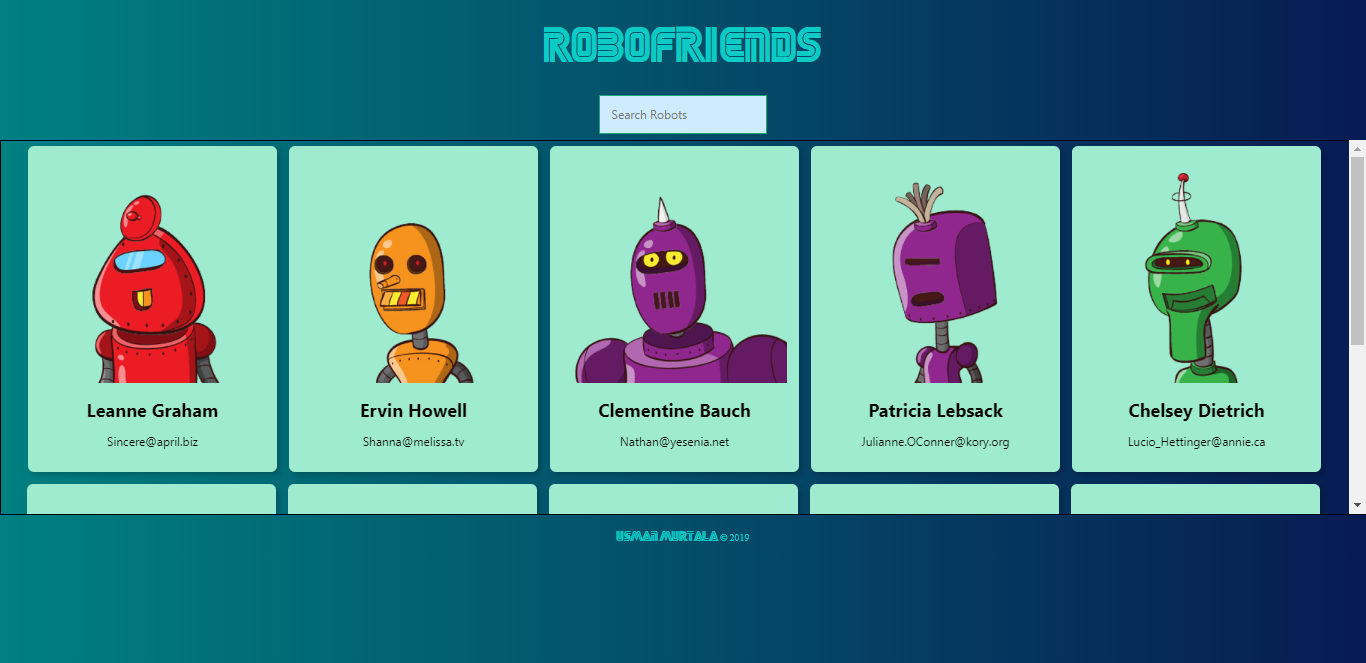 ROBOFRIENDS
Search Robots
Leanne Graham
Sincere@april.biz
Ervin Howell
Shanna@melissa.tv
Clementine Bauch
Nathan@yesenia.net
Patricia Lebsack
Julianne.OConner@kory.org
Chelsey Dietrich
Lucio_Hettinger@annie.ca
USMAN MURTALA © 2019